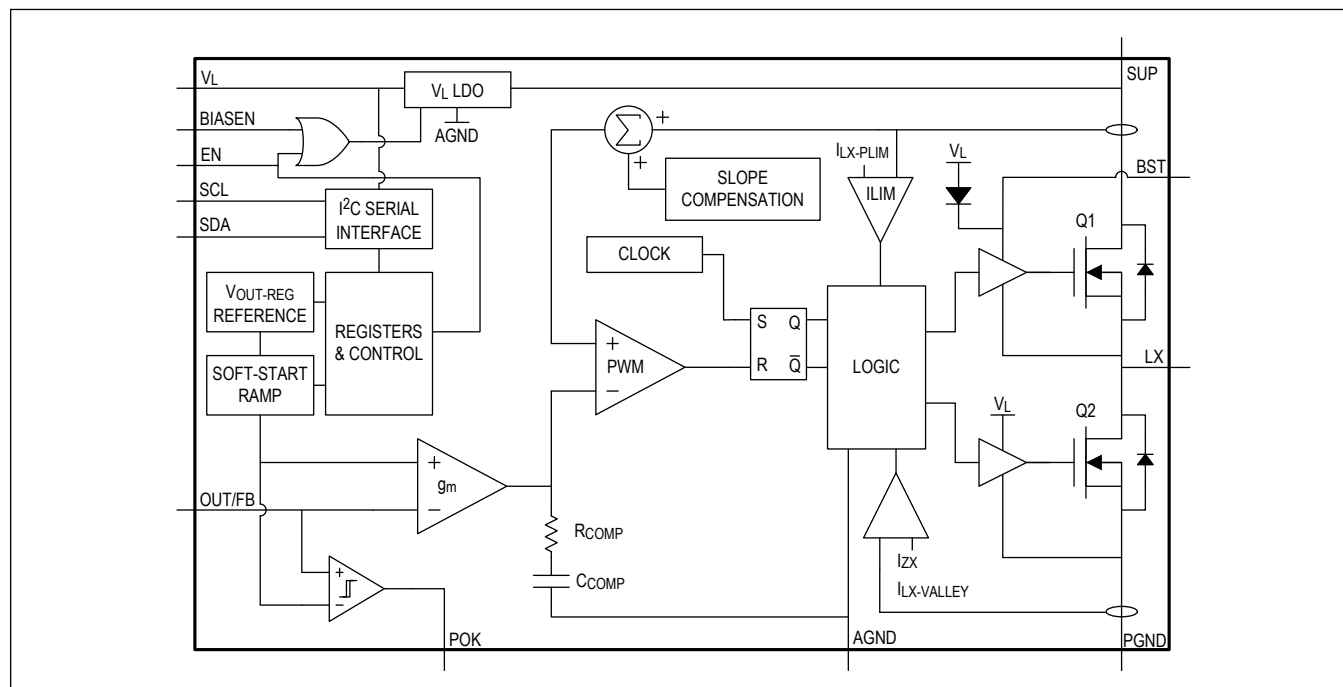 VL
VL LDO
SUP
BIASEN
AGND
Σ
+
+
EN
ILX-PLIM
VL
BST
SCL
I2C SERIAL
INTERFACE
SLOPE
COMPENSATION
ILIM
SDA
Q1
CLOCK
VOUT-REG
REFERENCE
REGISTERS
& CONTROL
S Q
R Q̅
+
PWM
−
LOGIC
LX
SOFT-START
RAMP
VL
Q2
+
gm
−
OUT/FB
RCOMP
IZX
+
−
CCOMP
ILX-VALLEY
POK
AGND
PGND